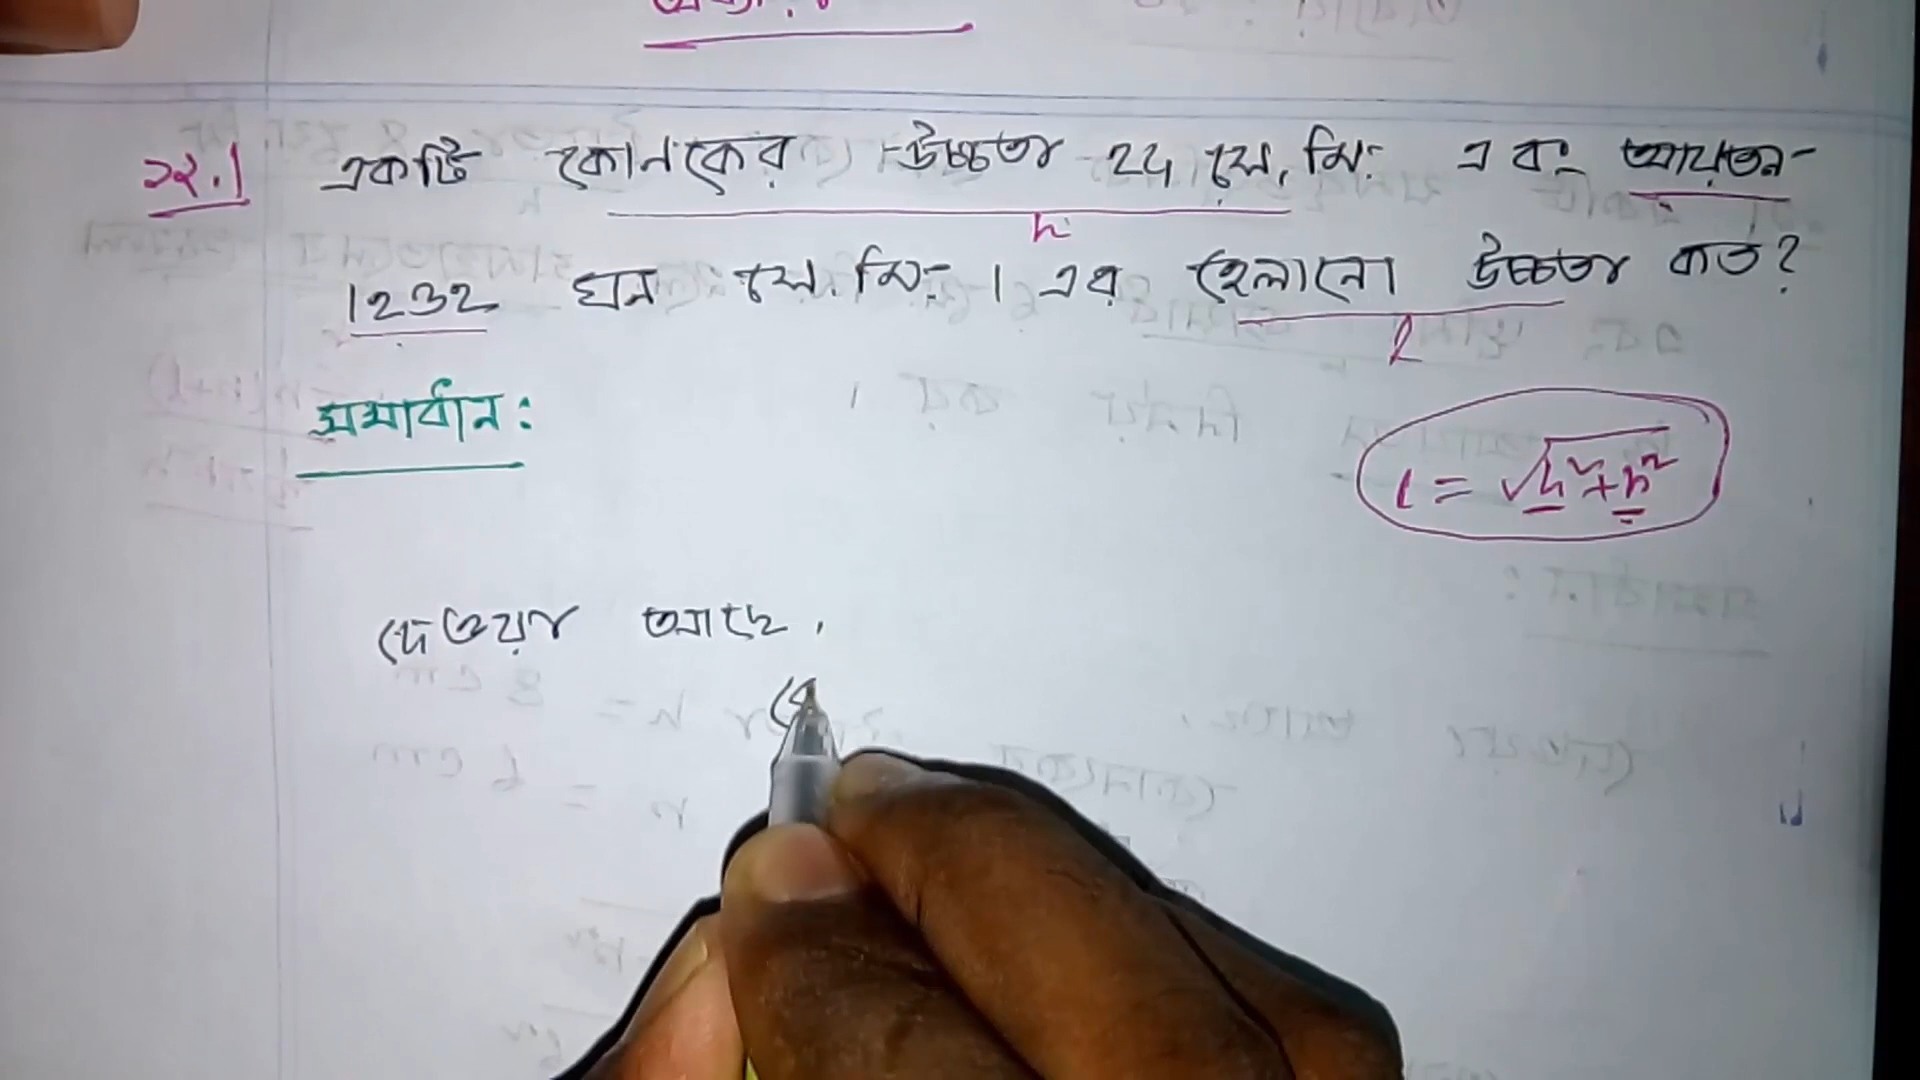 ১২.| একটি কোনকের উচ্চতা 24 সে.মি: এবং আয়তন-
1232 ঘন সে.মি: । এর হেলানো উচ্চতা কত?
h
l
সমাধান:
l = √h²+r²
দেওয়া আছে,